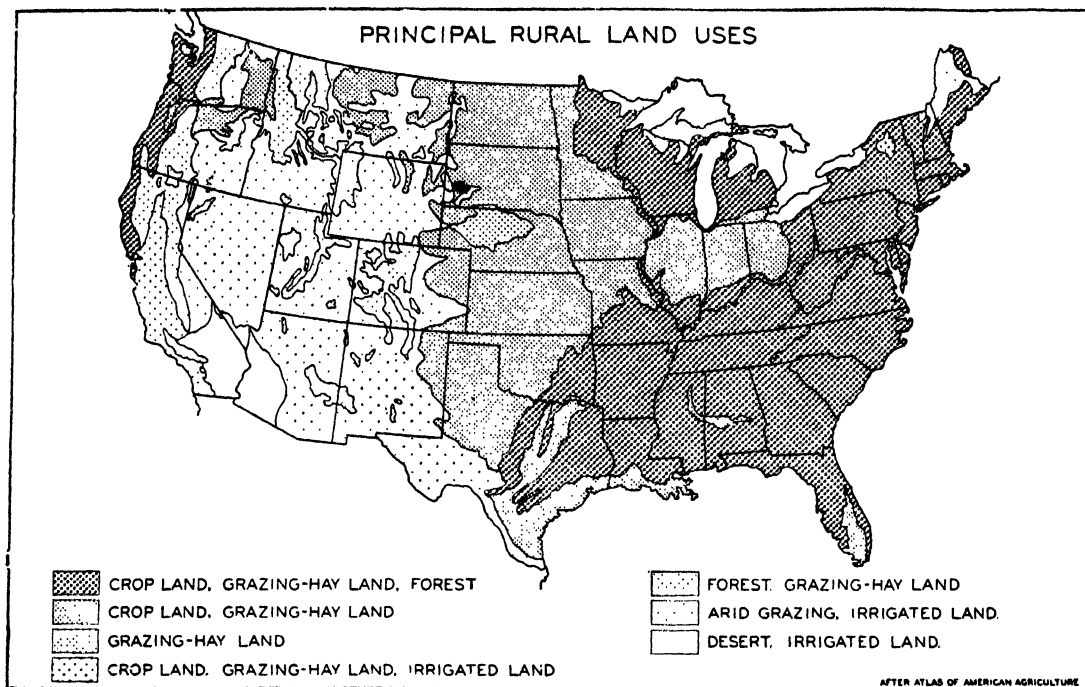 PRINCIPAL RURAL LAND USES
CROP LAND, GRAZING-HAY LAND, FOREST
CROP LAND, GRAZING-HAY LAND
GRAZING-HAY LAND
CROP LAND, GRAZING-HAY LAND, IRRIGATED LAND
FOREST, GRAZING-HAY LAND
ARID GRAZING, IRRIGATED LAND.
DESERT, IRRIGATED LAND.
AFTER ATLAS OF AMERICAN AGRICULTURE